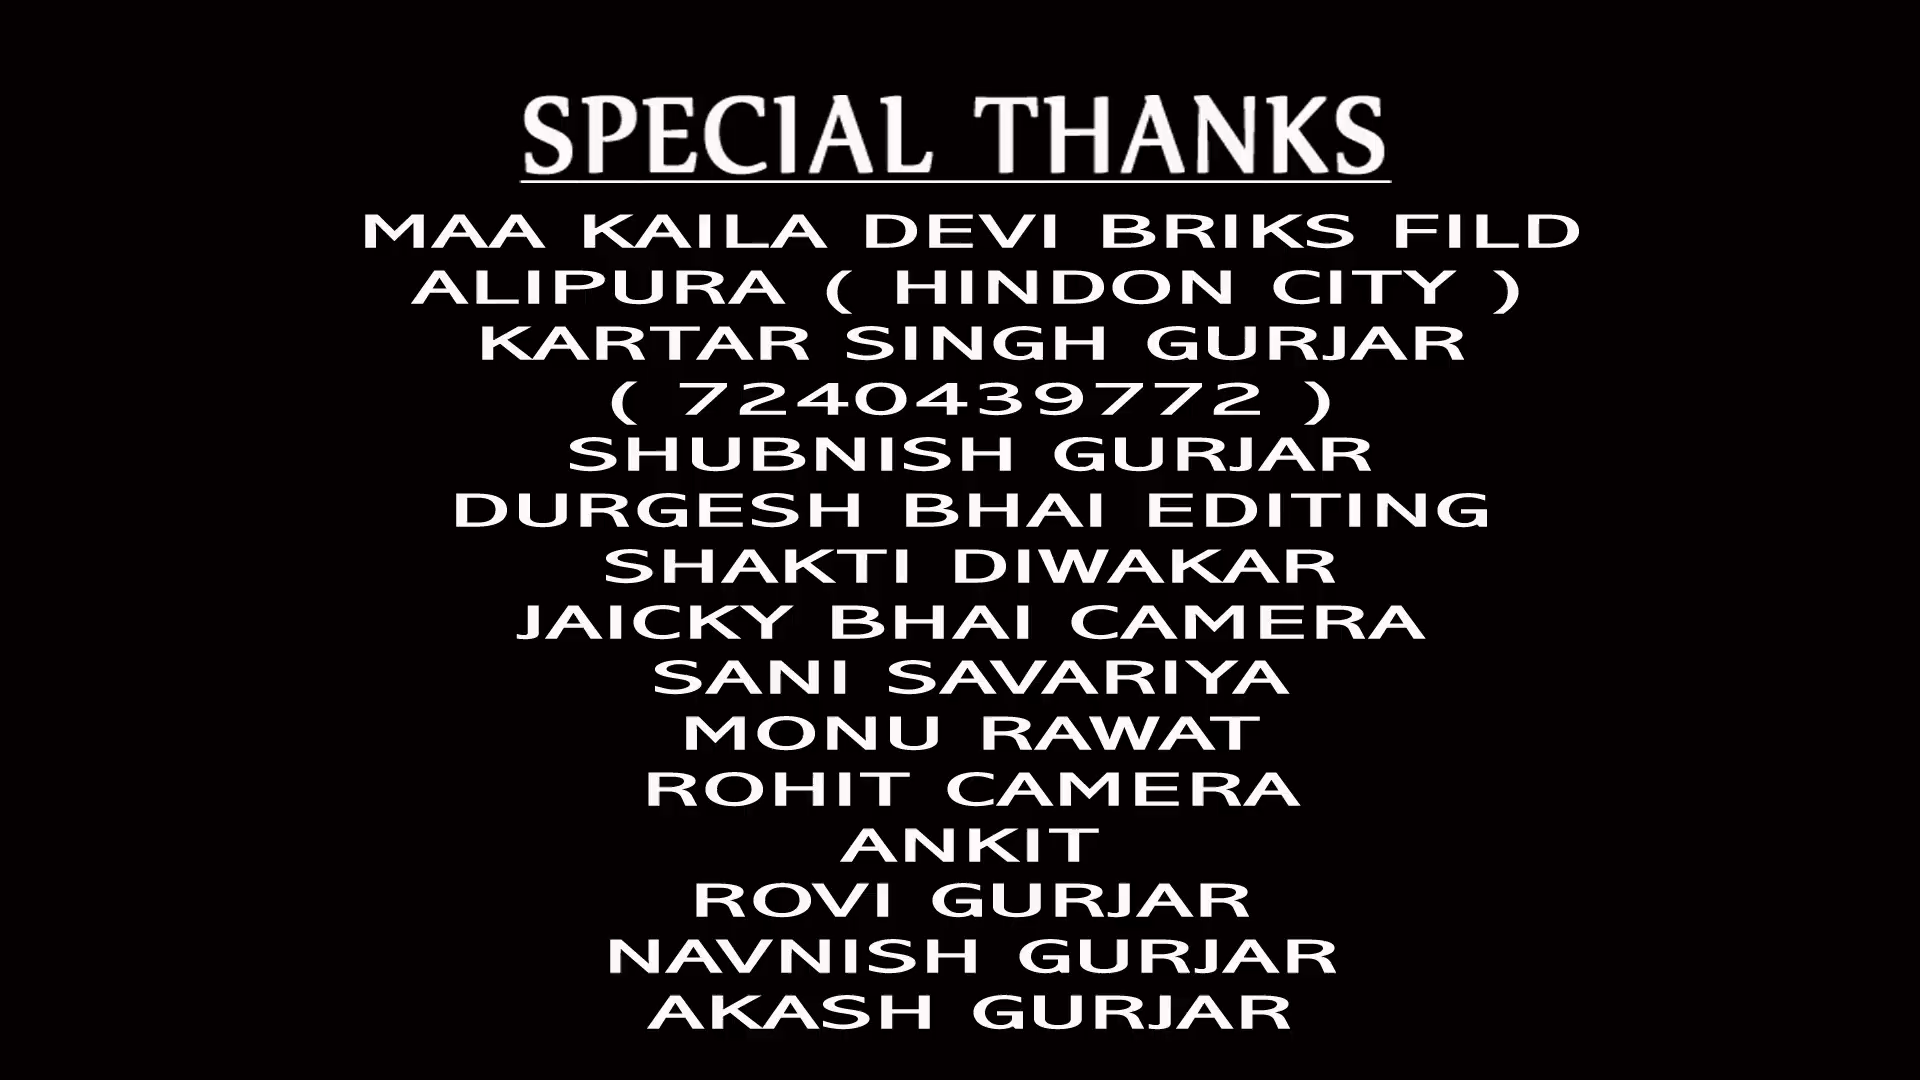 SPECIAL THANKS
MAA KAILA DEVI BRIKS FILD
ALIPURA ( HINDON CITY )
KARTAR SINGH GURJAR
( 7240439772 )
SHUBNISH GURJAR
DURGESH BHAI EDITING
SHAKTI DIWAKAR
JAICKY BHAI CAMERA
SANI SAVARIYA
MONU RAWAT
ROHIT CAMERA
ANKIT
ROVI GURJAR
NAVNISH GURJAR
AKASH GURJAR